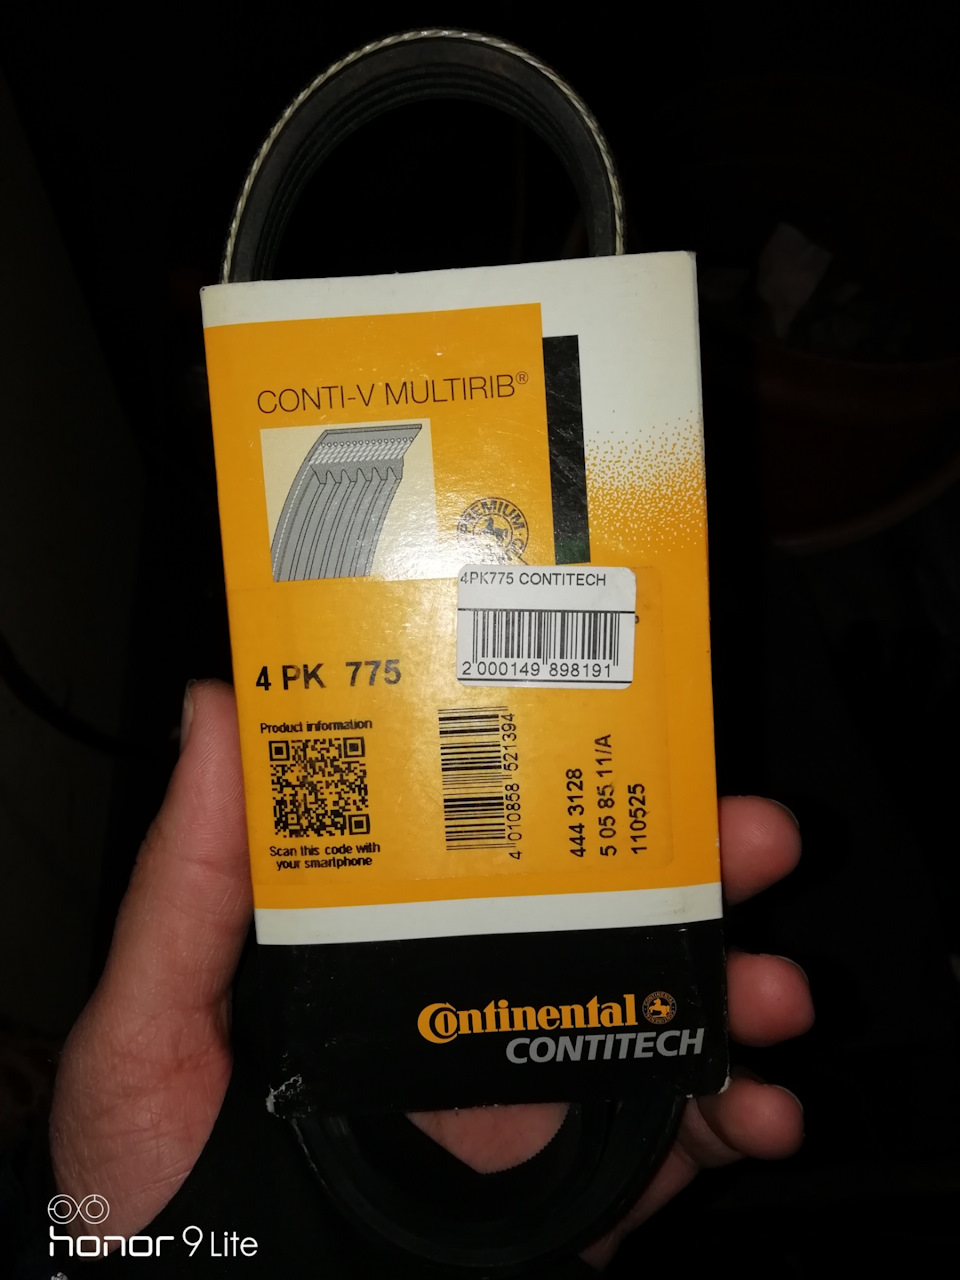 CONTI-V MULTIRIB®
PREMIUM
4PK775 CONTITECH
2 000149 898191
4 PK 775
Product information
Scan this code with
your smartphone
4 010858 521394
444 3128
5 05 85 11/A
110525
Continental
CONTITECH
honor 9 Lite